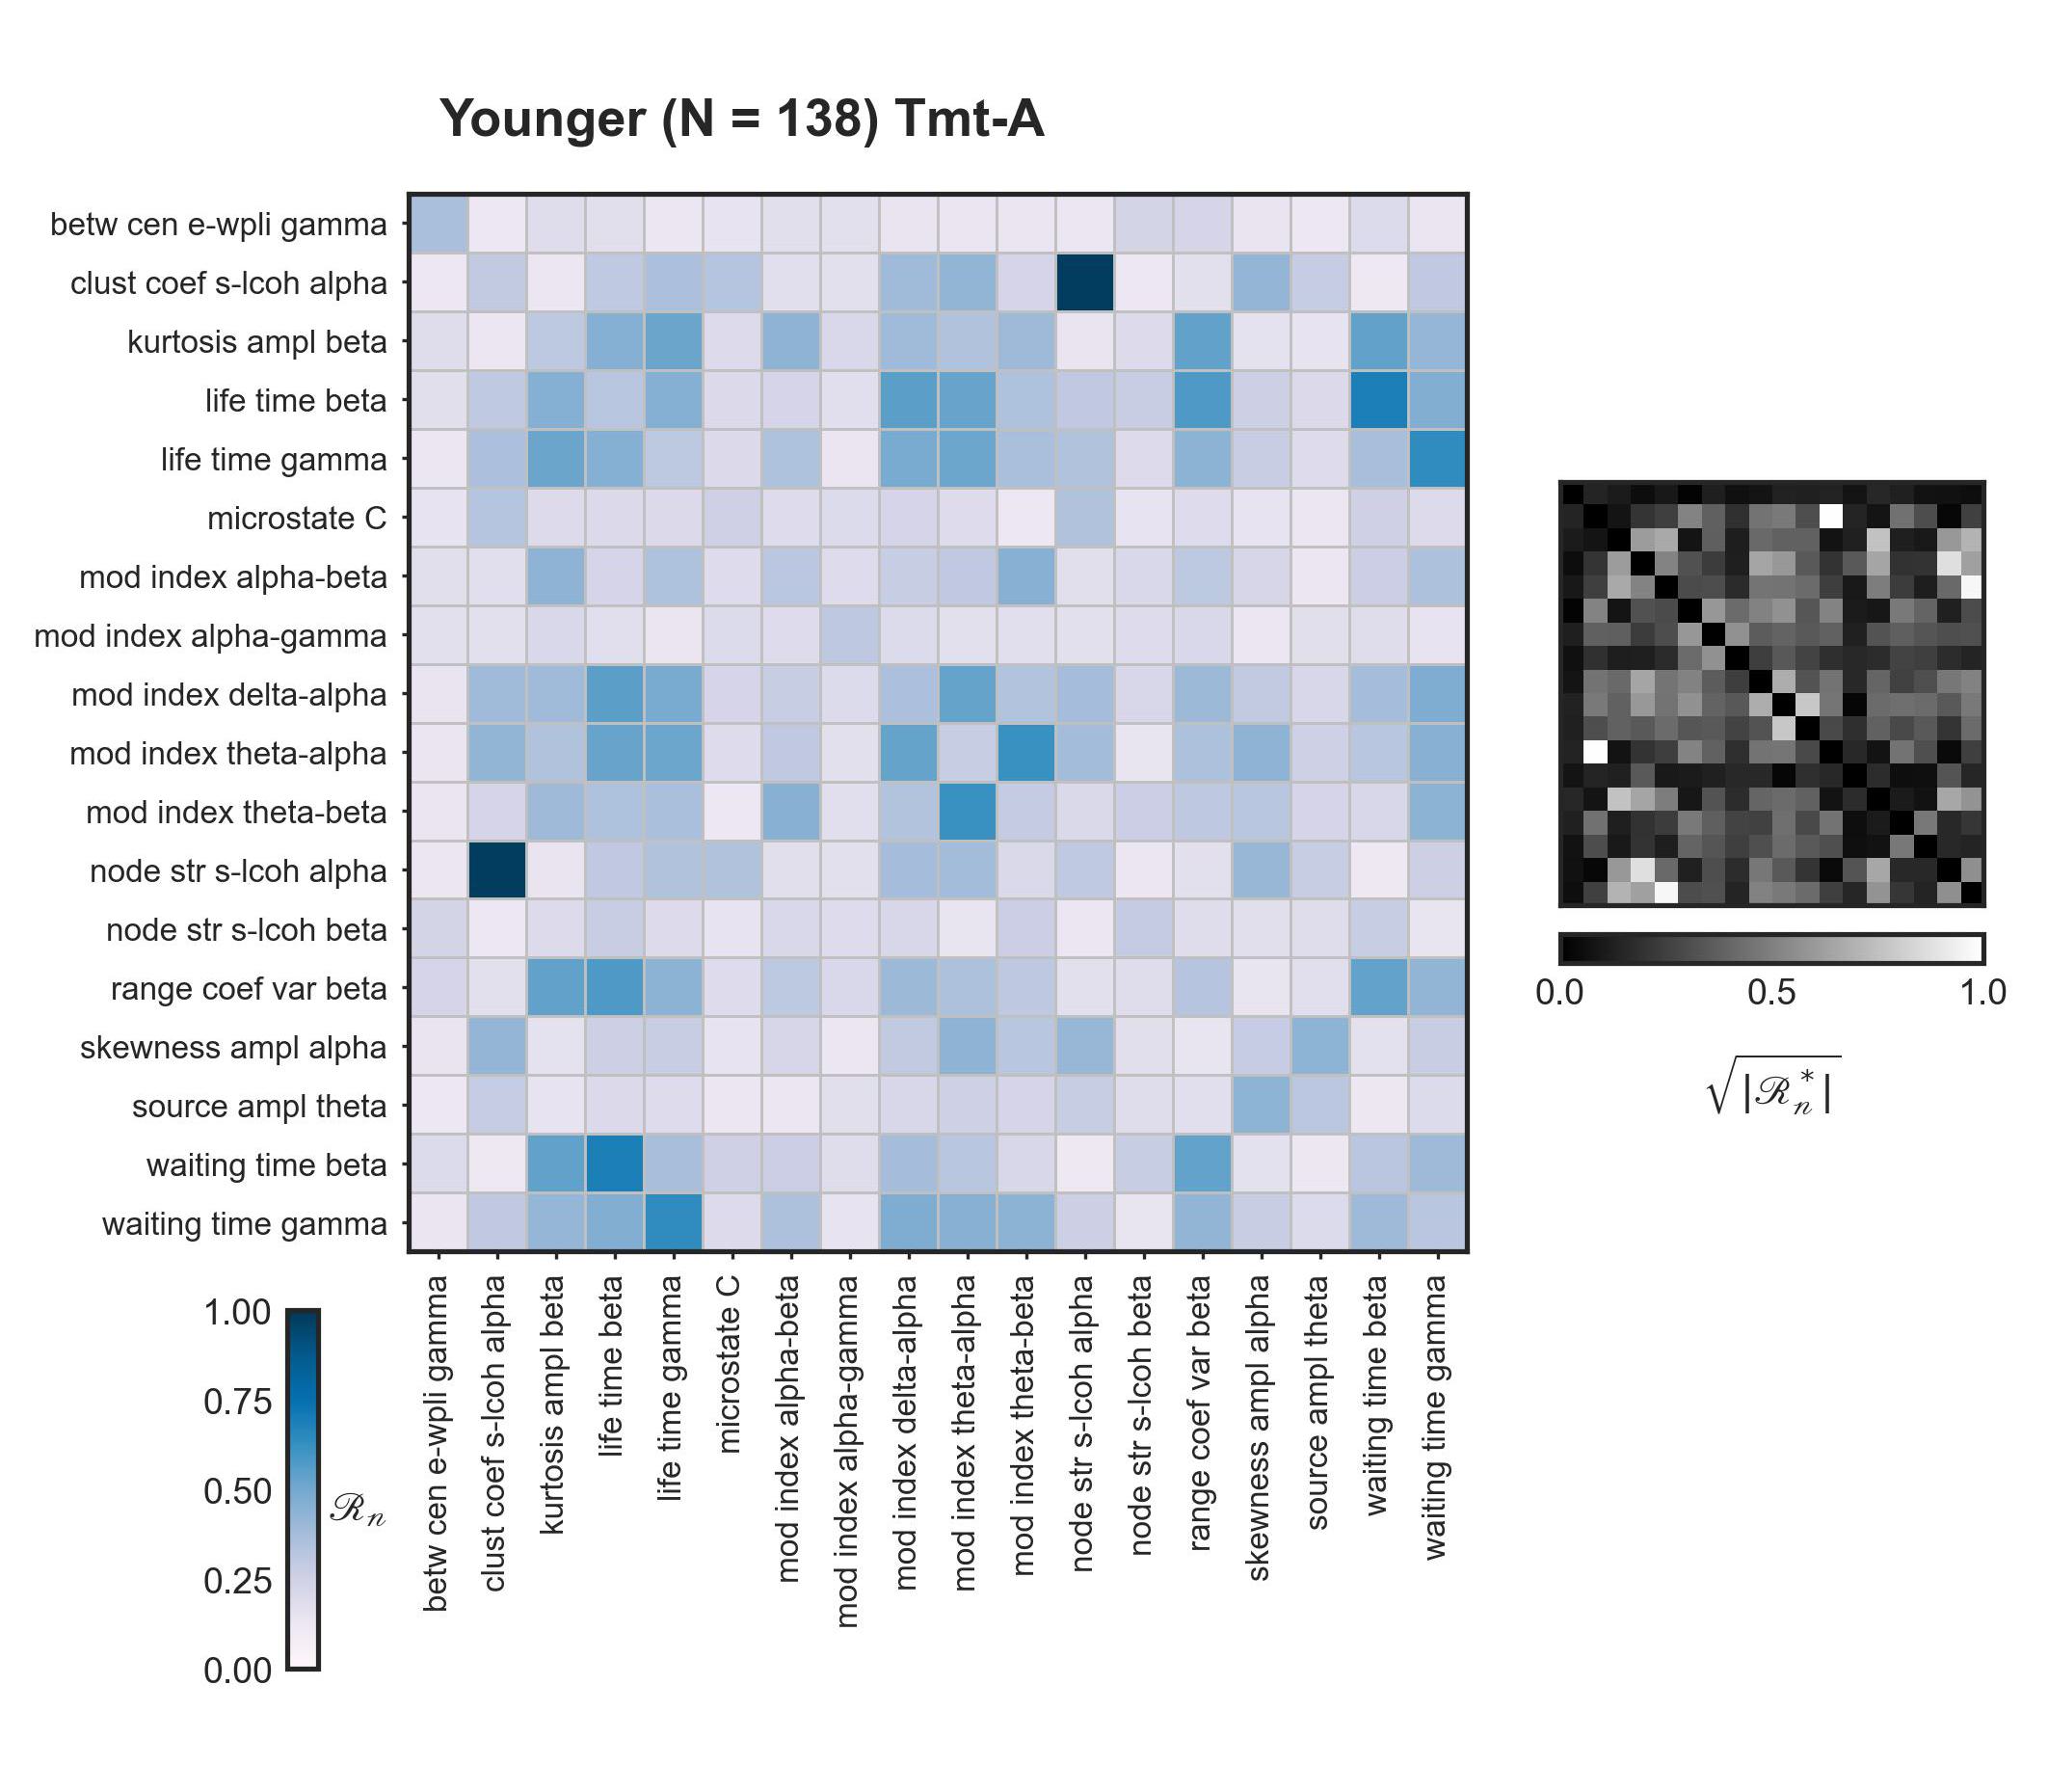 Younger (N = 138) Tmt-A
betw cen e-wpli gamma
clust coef s-lcoh alpha
kurtosis ampl beta
life time beta
life time gamma
microstate C
mod index alpha-beta
mod index alpha-gamma
mod index delta-alpha
mod index theta-alpha
mod index theta-beta
node str s-lcoh alpha
node str s-lcoh beta
range coef var beta
skewness ampl alpha
source ampl theta
waiting time beta
waiting time gamma
betw cen e-wpli gamma
clust coef s-lcoh alpha
kurtosis ampl beta
life time beta
life time gamma
microstate C
mod index alpha-beta
mod index alpha-gamma
mod index delta-alpha
mod index theta-alpha
mod index theta-beta
node str s-lcoh alpha
node str s-lcoh beta
range coef var beta
skewness ampl alpha
source ampl theta
waiting time beta
waiting time gamma
1.00
0.75
0.50
0.25
0.00
ℛn
0.0 0.5 1.0
√|ℛn*|